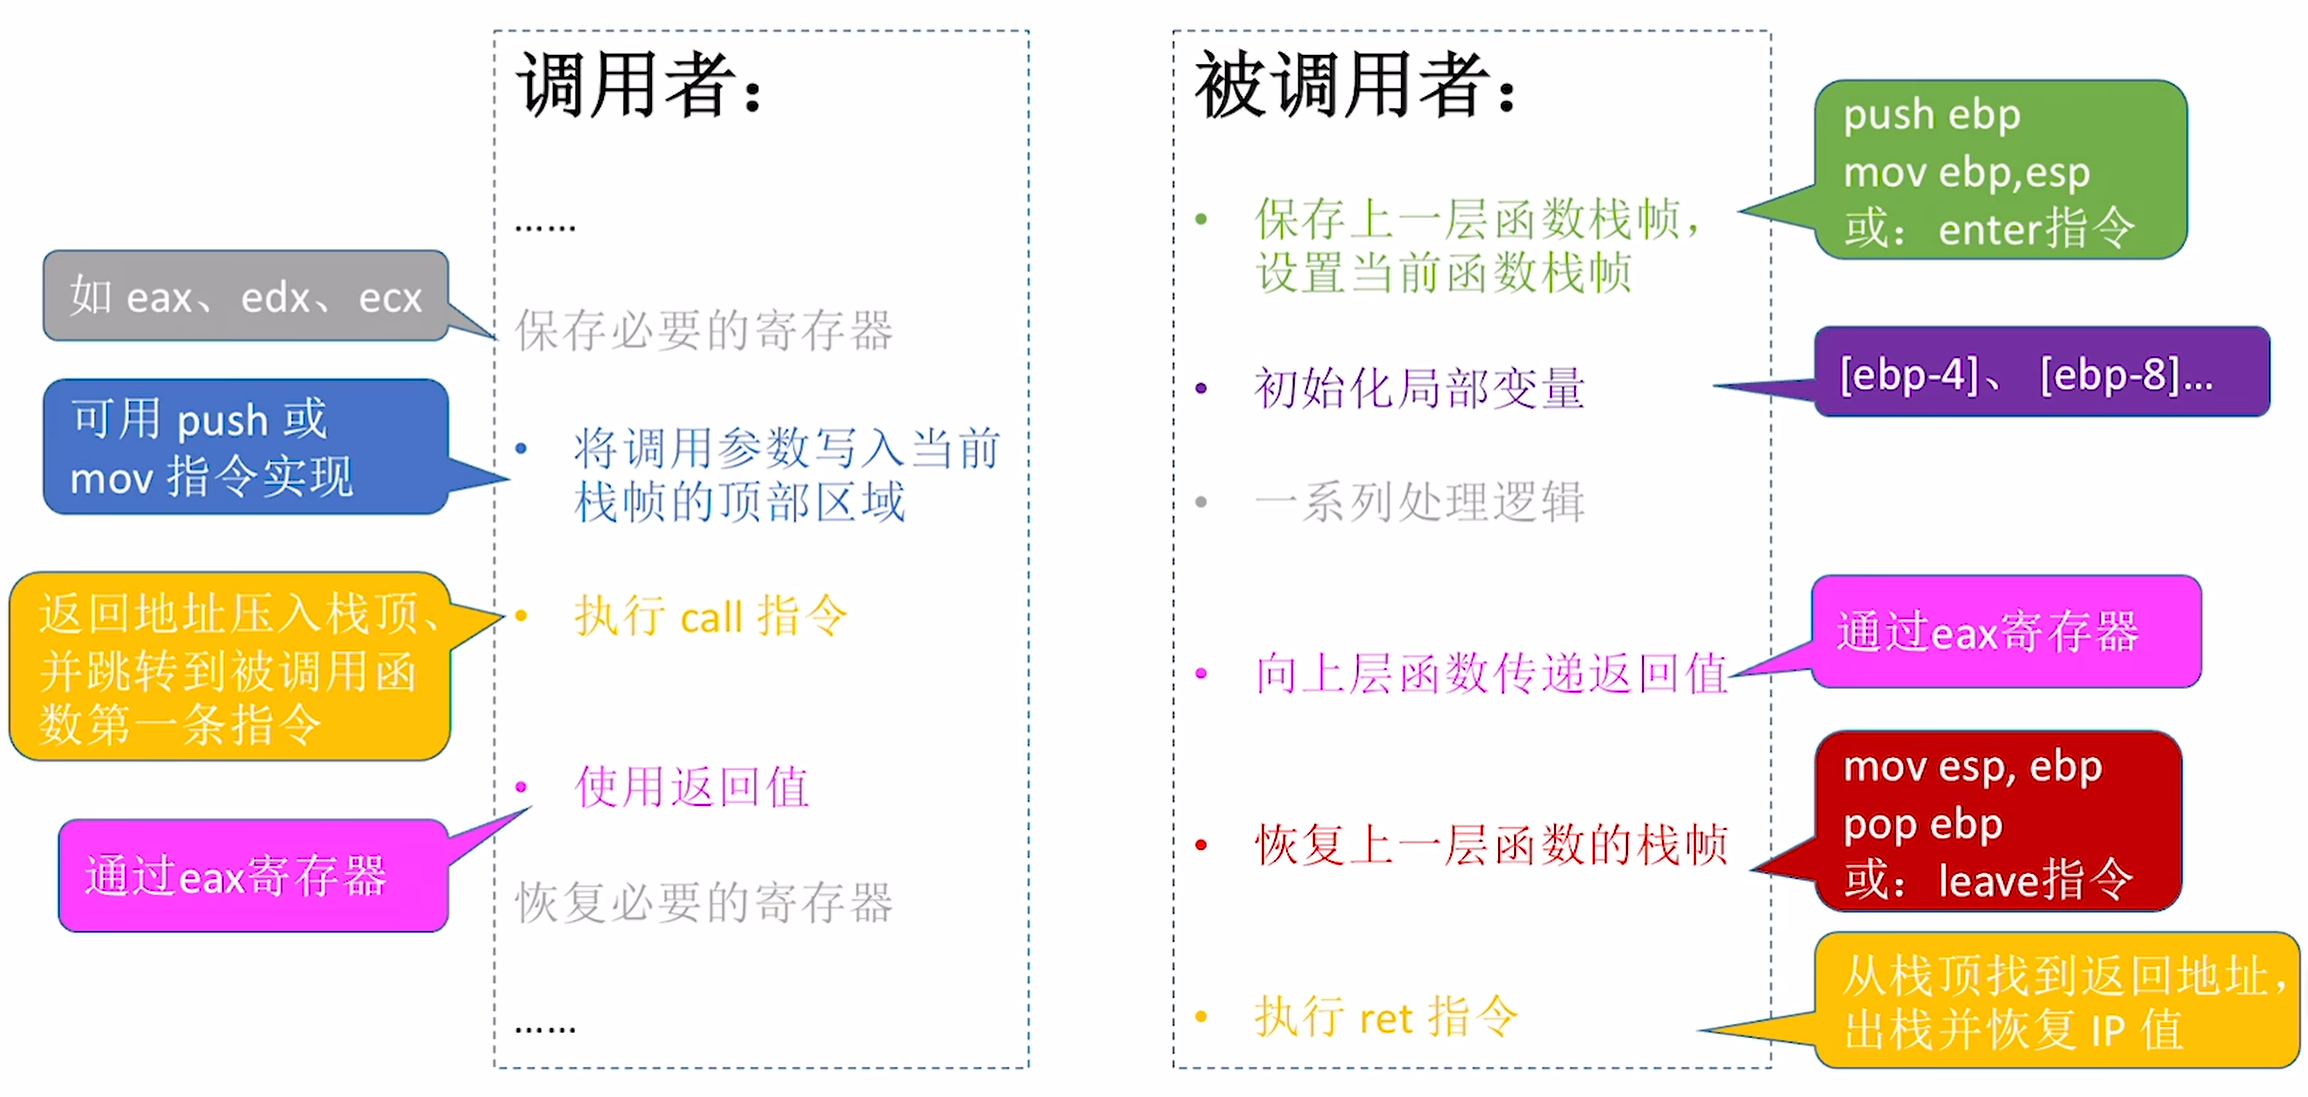 调用者：
……
如 eax、edx、ecx
保存必要的寄存器
可用 push 或
mov 指令实现
• 将调用参数写入当前
栈帧的顶部区域
返回地址压入栈顶、
并跳转到被调用函
数第一条指令
• 执行 call 指令
• 使用返回值
通过eax寄存器
恢复必要的寄存器
……
被调用者：
• 保存上一层函数栈帧，
设置当前函数栈帧
push ebp
mov ebp,esp
或：enter指令
• 初始化局部变量
[ebp-4]、 [ebp-8]...
• 一系列处理逻辑
• 向上层函数传递返回值
通过eax寄存器
• 恢复上一层函数的栈帧
mov esp, ebp
pop ebp
或：leave指令
• 执行 ret 指令
从栈顶找到返回地址，
出栈并恢复 IP 值